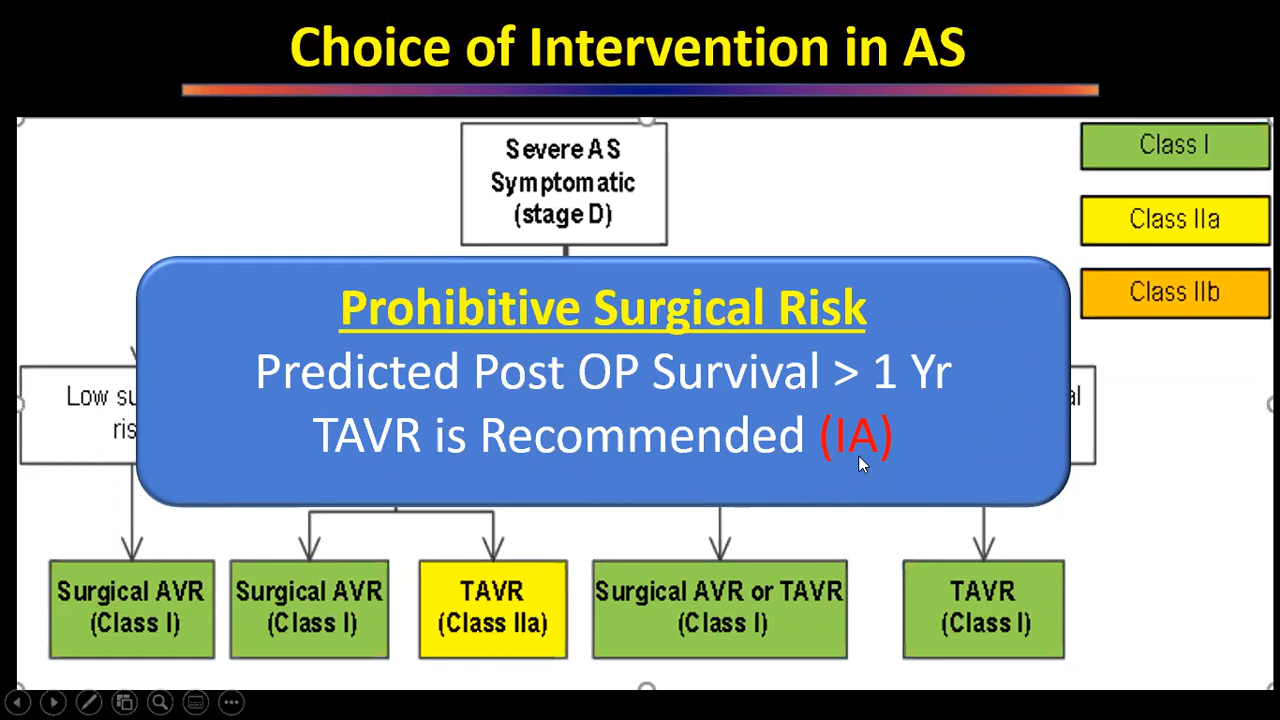 Choice of Intervention in AS
Severe AS
Symptomatic
(stage D)
Class I
Class IIa
Class IIb
Prohibitive Surgical Risk
Predicted Post OP Survival > 1 Yr
TAVR is Recommended (IA)
Low
Surgical AVR
(Class I)
Surgical AVR
(Class I)
TAVR
(Class IIa)
Surgical AVR or TAVR
(Class I)
TAVR
(Class I)